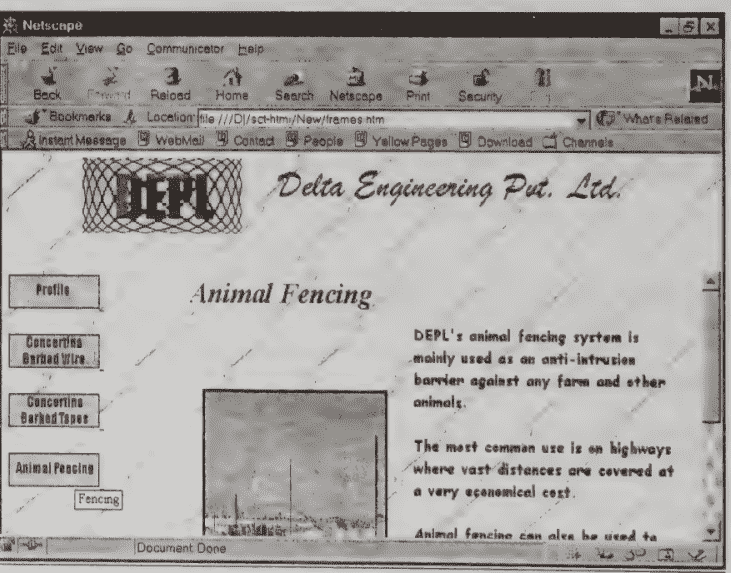 Netscape
File Edit View Go Communicator Help
Back Forward Reload Home Search Netscape Print Security
Bookmarks Location: file:///D|/sct-html/New/frames.htm What's Related
Instant Message WebMail Contact People Yellow Pages Download Channels
DEPL
Delta Engineering Pvt. Ltd.
Profile
Concertina
Barbed Wire
Concertina
Barbed Tapes
Animal Fencing
Fencing
Animal Fencing
DEPL's animal fencing system is
mainly used as an anti-intrusion
barrier against any farm and other
animals.
The most common use is on highways
where vast distances are covered at
a very economical cost.
Animal fencing can also be used to
Document Done